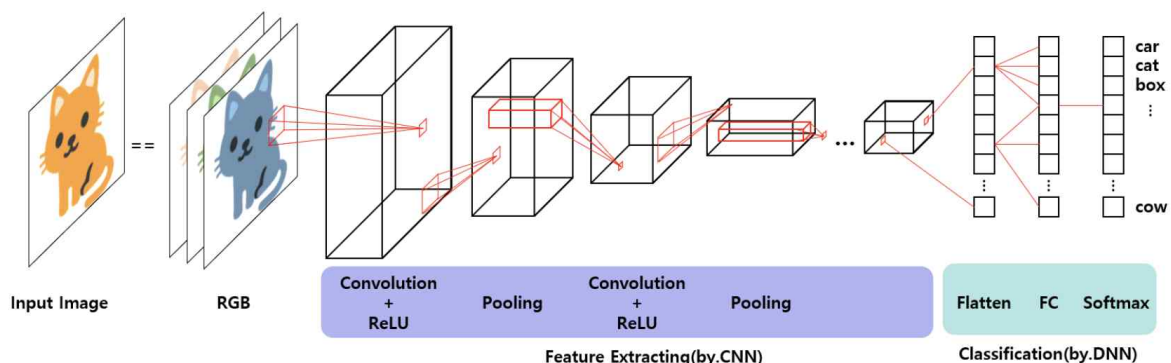 car
cat
box
⋮
cow
==
...
⋮ ⋮ ⋮
Input Image
RGB
Convolution
+
ReLU
Pooling
Convolution
+
ReLU
Pooling
Flatten
FC
Softmax
Feature Extracting(by.CNN)
Classification(by.DNN)